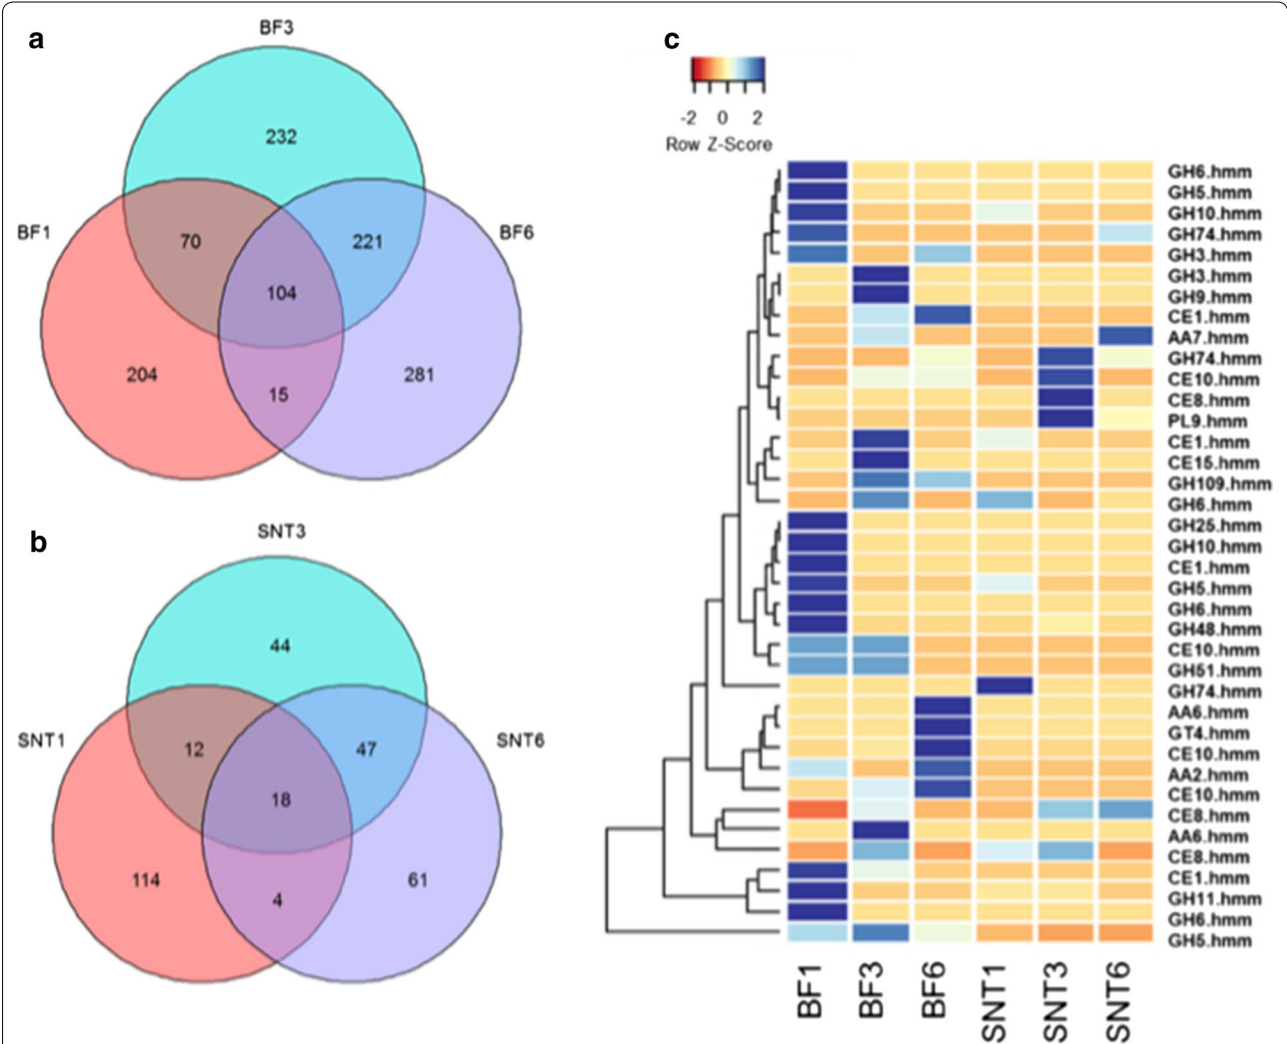 a
BF3
232
BF1
70
221
BF6
104
204
15
281
b
SNT3
44
SNT1
12
47
SNT6
18
114
4
61
c
-2 0 2
Row Z-Score
GH6.hmm
GH5.hmm
GH10.hmm
GH74.hmm
GH3.hmm
GH3.hmm
GH9.hmm
CE1.hmm
AA7.hmm
GH74.hmm
CE10.hmm
CE8.hmm
PL9.hmm
CE1.hmm
CE15.hmm
GH109.hmm
GH6.hmm
GH25.hmm
GH10.hmm
CE1.hmm
GH5.hmm
GH6.hmm
GH48.hmm
CE10.hmm
GH51.hmm
GH74.hmm
AA6.hmm
GT4.hmm
CE10.hmm
AA2.hmm
CE10.hmm
CE8.hmm
AA6.hmm
CE8.hmm
CE1.hmm
GH11.hmm
GH6.hmm
GH5.hmm
BF1
BF3
BF6
SNT1
SNT3
SNT6